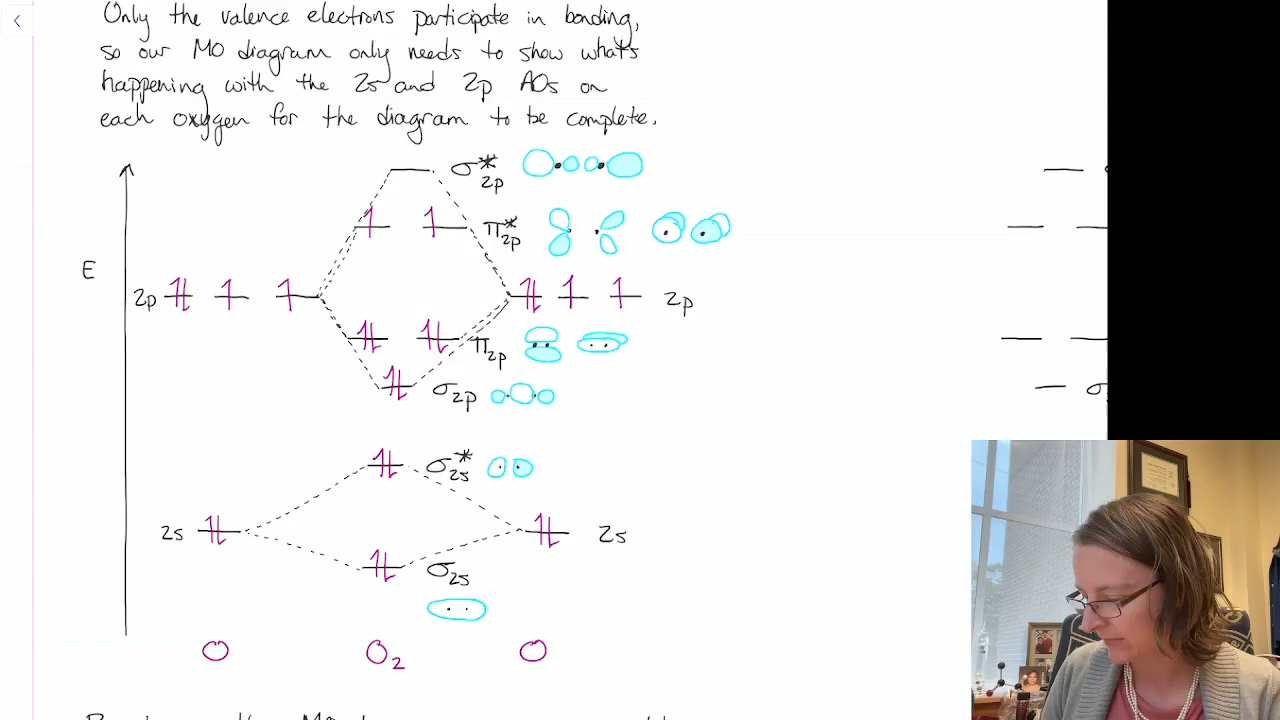 Only the valence electrons participate in bonding,
so our MO diagram only needs to show what's
happening with the 2s and 2p AOs on
each oxygen for the diagram to be complete.
σ*2p
π*2p
E
2p
2p
π2p
σ2p
σ*2s
2s
2s
σ2s
O
O2
O